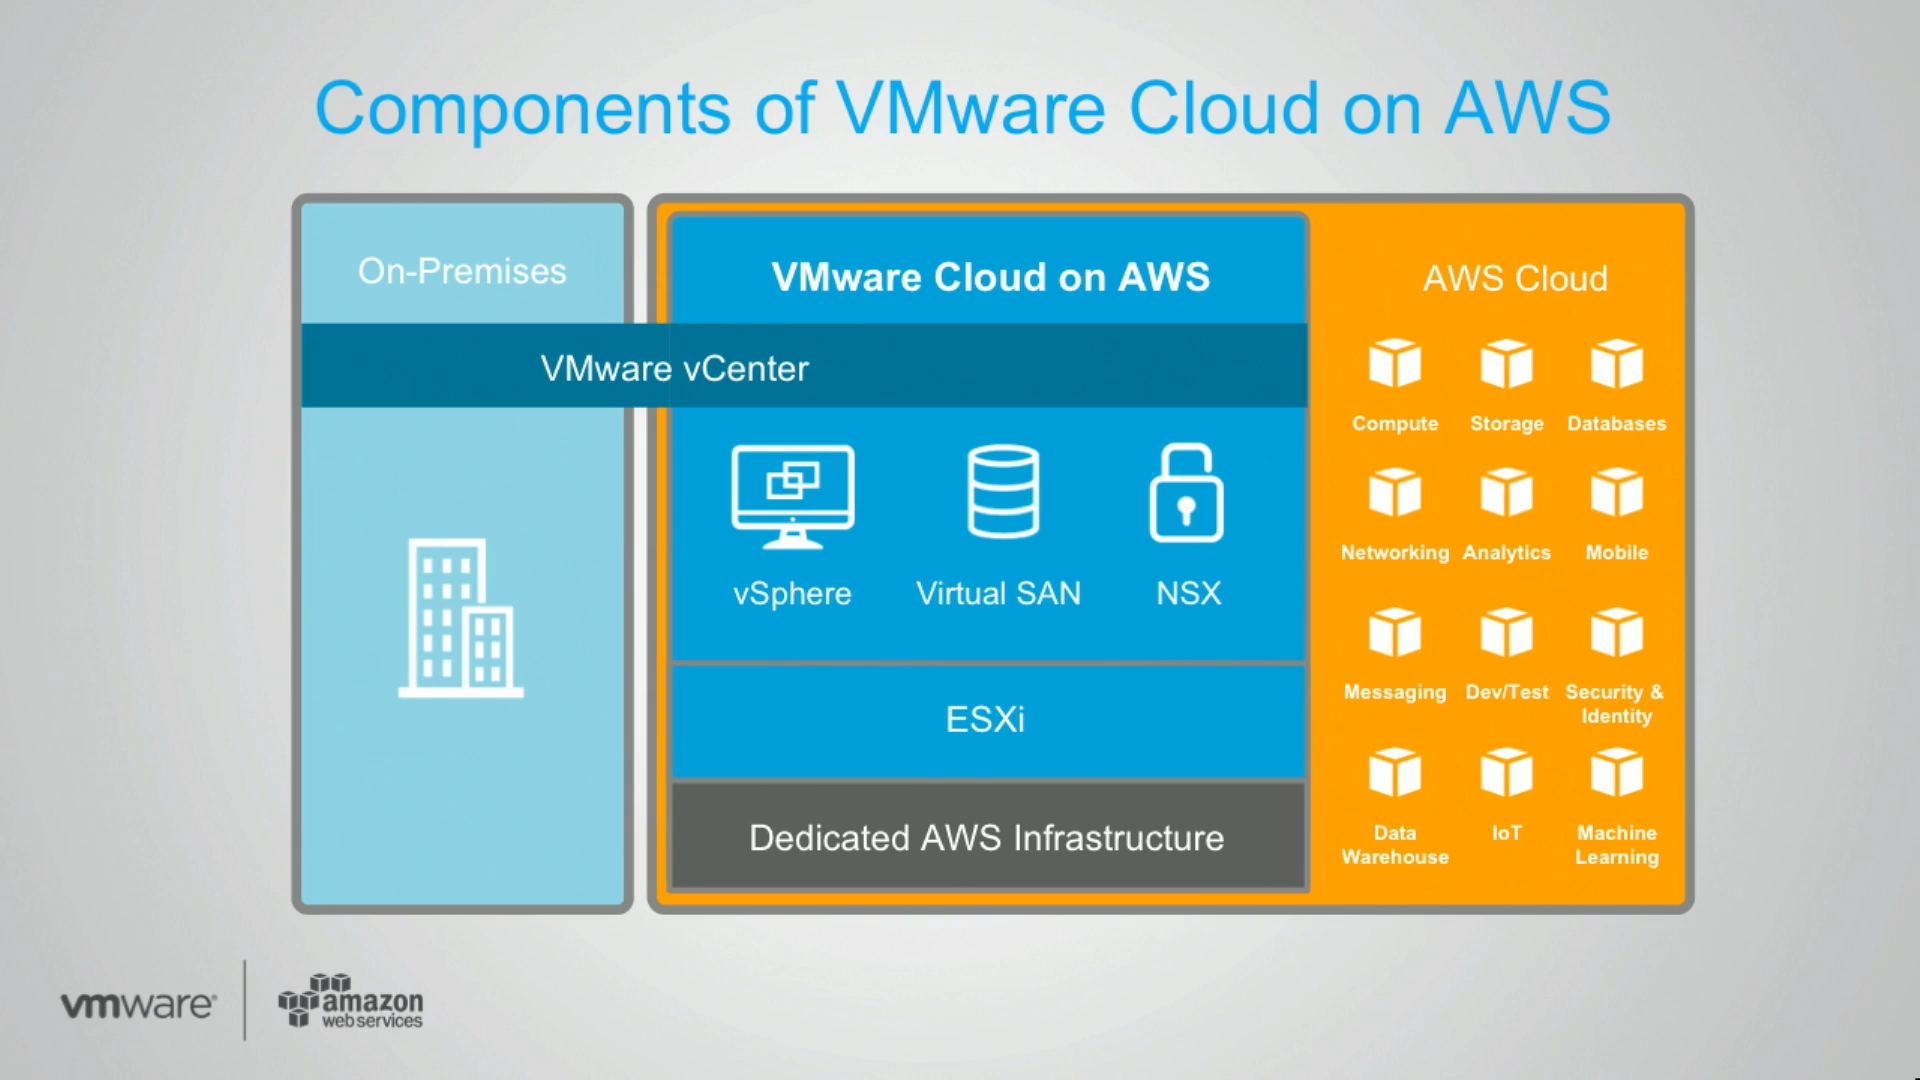 Components of VMware Cloud on AWS
On-Premises
VMware Cloud on AWS
AWS Cloud
VMware vCenter
Compute
Storage
Databases
vSphere
Virtual SAN
NSX
Networking
Analytics
Mobile
ESXi
Messaging
Dev/Test
Security &
Identity
Dedicated AWS Infrastructure
Data
Warehouse
IoT
Machine
Learning
vmware®
amazon
webservices